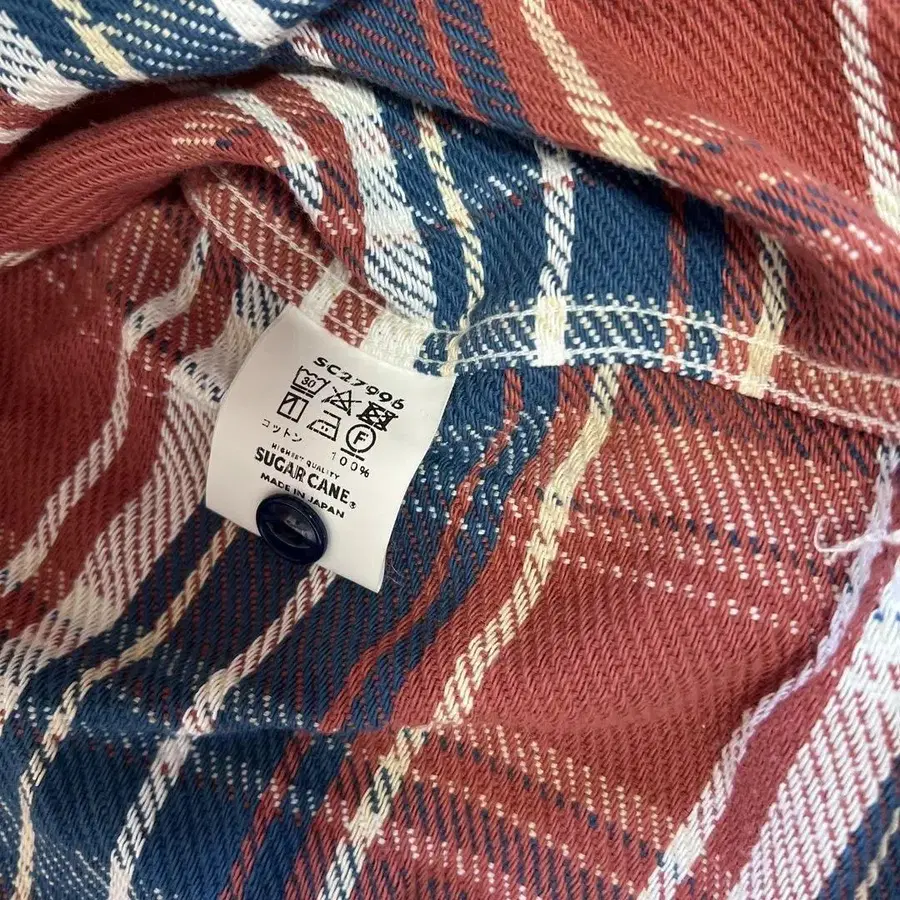 SC27996
30
F
コットン 100%
HIGHEST QUALITY
SUGAR CANE®
MADE IN JAPAN